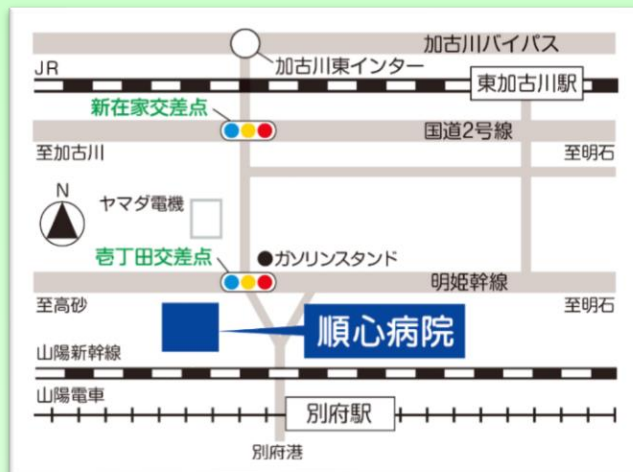 加古川バイパス
加古川東インター
JR
東加古川駅
新在家交差点
国道2号線
至加古川
至明石
N
ヤマダ電機
●ガソリンスタンド
壱丁田交差点
明姫幹線
至高砂
至明石
順心病院
山陽新幹線
山陽電車
別府駅
別府港